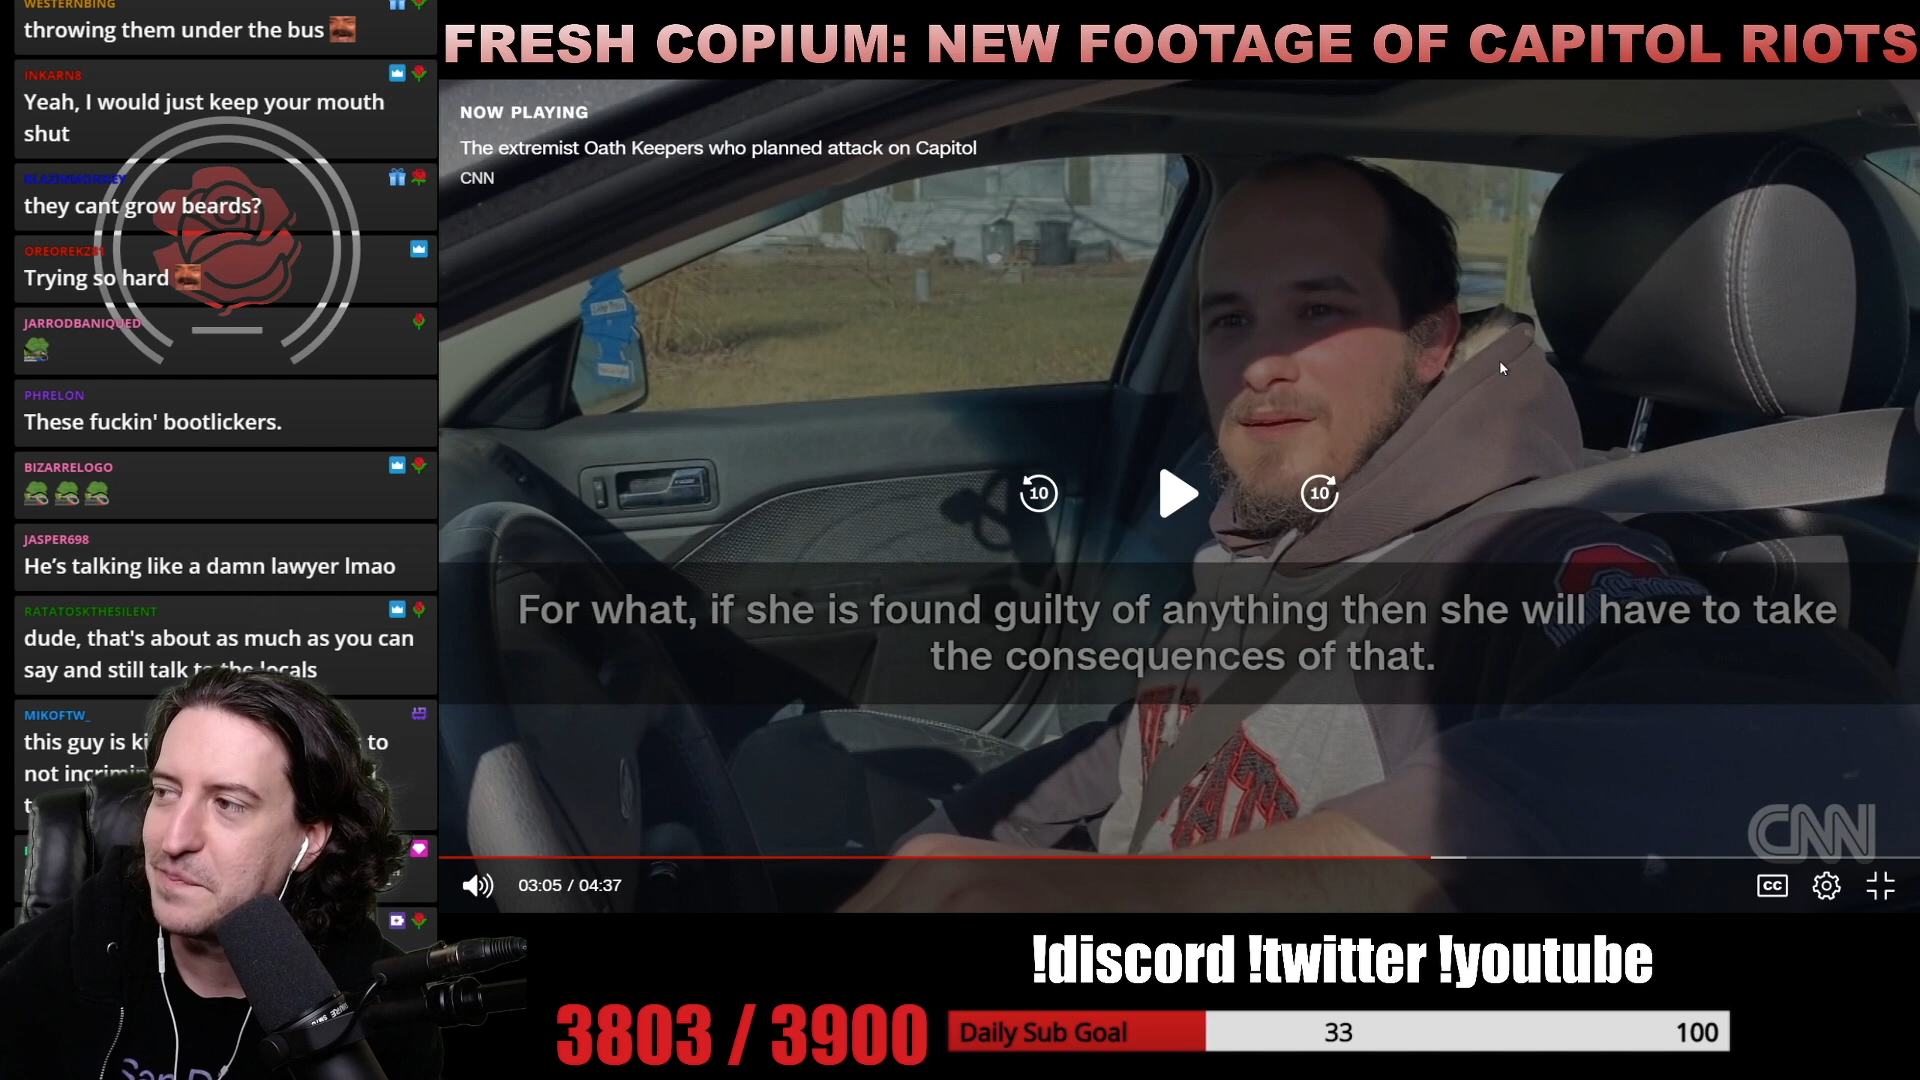 WESTERNBING
throwing them under the bus
INKARN8
Yeah, I would just keep your mouth
shut
BLAZINMONKEY
they cant grow beards?
Trying so hard
JARRODBANIQUED
PHRELON
These fuckin' bootlickers.
BIZARRELOGO
JASPER698
He's talking like a damn lawyer lmao
RATATOSKTHESILENT
dude, that's about as much as you can
say and still talk to the locals
MIKOFTW_
this guy is
to
not
FRESH COPIUM: NEW FOOTAGE OF CAPITOL RIOTS
NOW PLAYING
The extremist Oath Keepers who planned attack on Capitol
CNN
10
10
For what, if she is found guilty of anything then she will have to take
the consequences of that.
CNN
03:05 / 04:37
CC
!discord !twitter !youtube
3803 / 3900
Daily Sub Goal 33 100